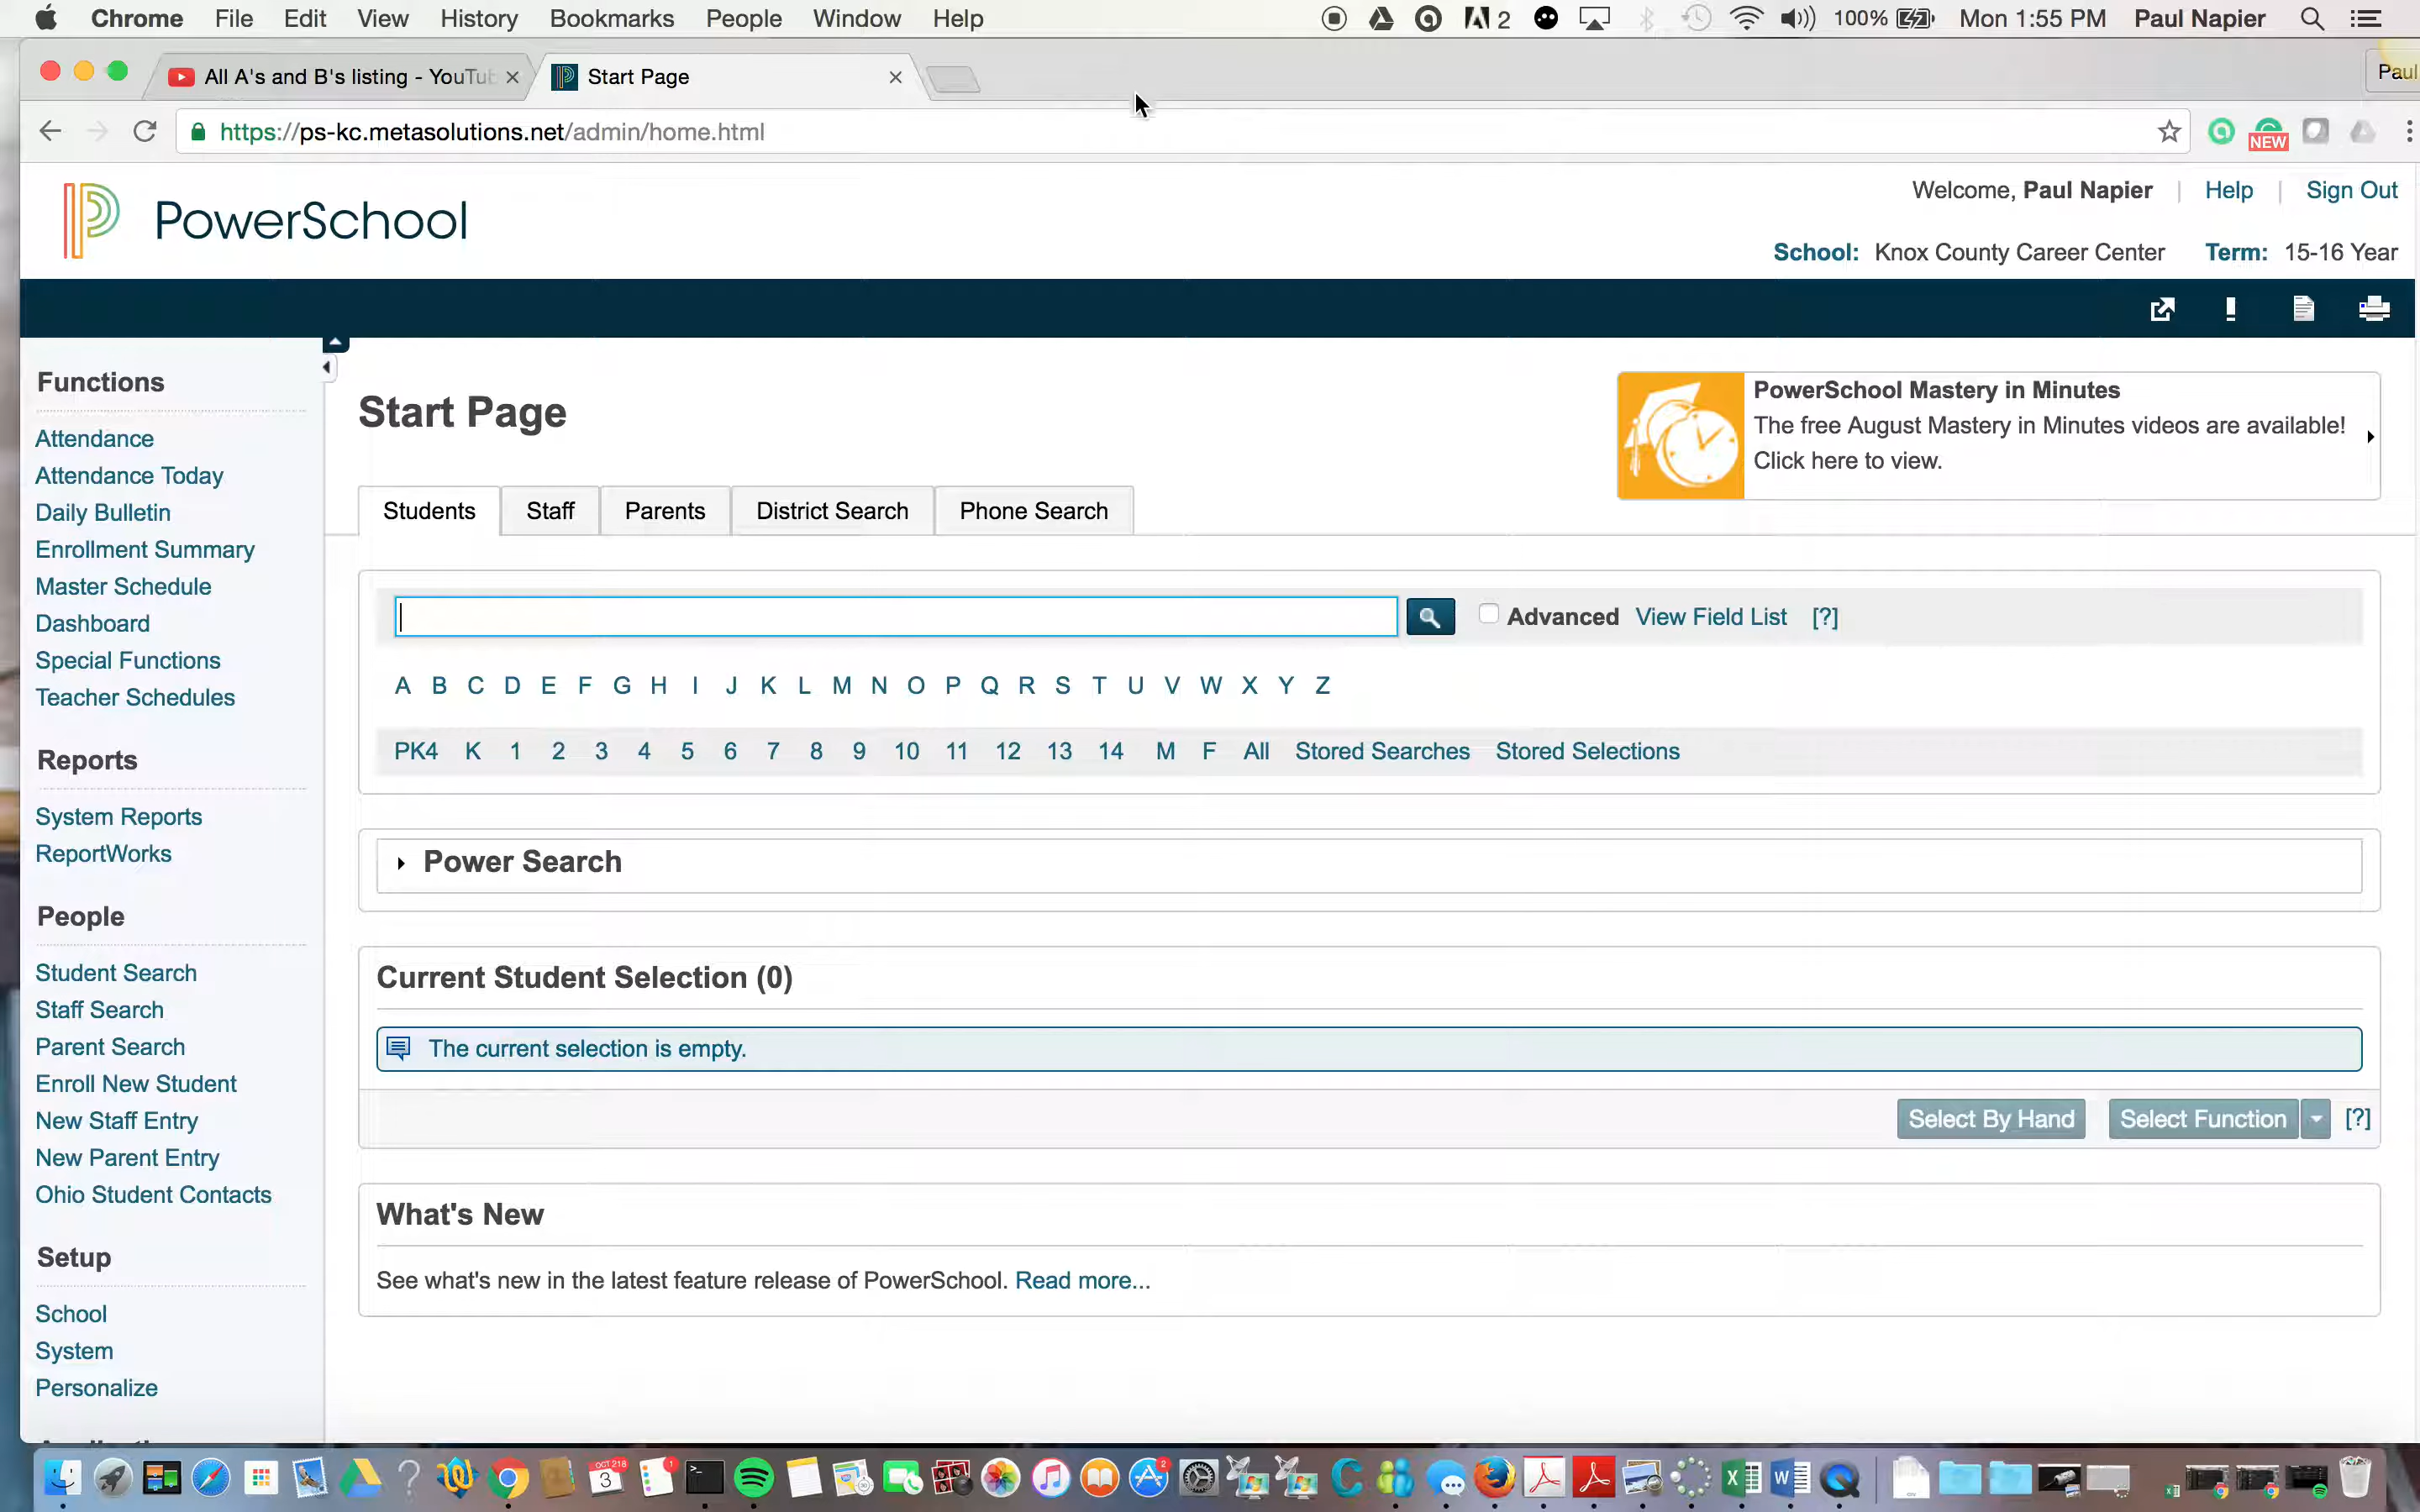 Chrome File Edit View History Bookmarks People Window Help 2 100% Mon 1:55 PM Paul Napier
All A's and B's listing - YouTub Start Page Paul
https://ps-kc.metasolutions.net/admin/home.html NEW
PowerSchool
Welcome, Paul Napier | Help | Sign Out
School: Knox County Career Center Term: 15-16 Year
Functions
Attendance
Attendance Today
Daily Bulletin
Enrollment Summary
Master Schedule
Dashboard
Special Functions
Teacher Schedules
Reports
System Reports
ReportWorks
People
Student Search
Staff Search
Parent Search
Enroll New Student
New Staff Entry
New Parent Entry
Ohio Student Contacts
Setup
School
System
Personalize
Start Page
PowerSchool Mastery in Minutes
The free August Mastery in Minutes videos are available!
Click here to view.
Students Staff Parents District Search Phone Search
Advanced View Field List [?]
A B C D E F G H I J K L M N O P Q R S T U V W X Y Z
PK4 K 1 2 3 4 5 6 7 8 9 10 11 12 13 14 M F All Stored Searches Stored Selections
Power Search
Current Student Selection (0)
The current selection is empty.
Select By Hand Select Function [?]
What's New
See what's new in the latest feature release of PowerSchool. Read more...
3 1 2